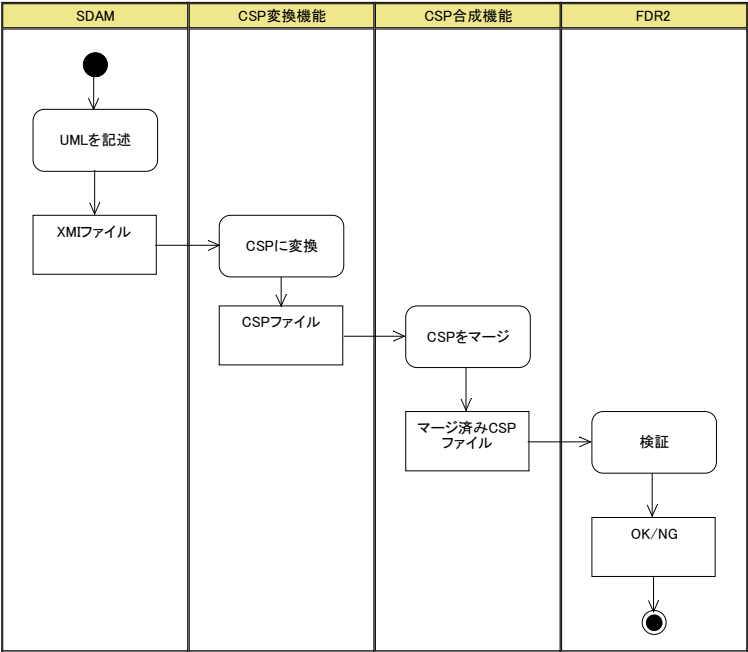 SDAM
CSP変換機能
CSP合成機能
FDR2
UMLを記述
XMIファイル
CSPに変換
CSPファイル
CSPをマージ
マージ済みCSP
ファイル
検証
OK/NG